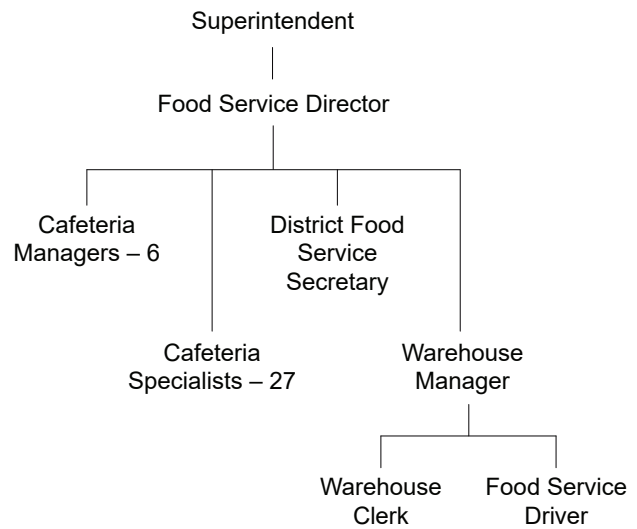 Superintendent
Food Service Director
Cafeteria
Managers – 6
District Food
Service
Secretary
Cafeteria
Specialists – 27
Warehouse
Manager
Warehouse
Clerk
Food Service
Driver